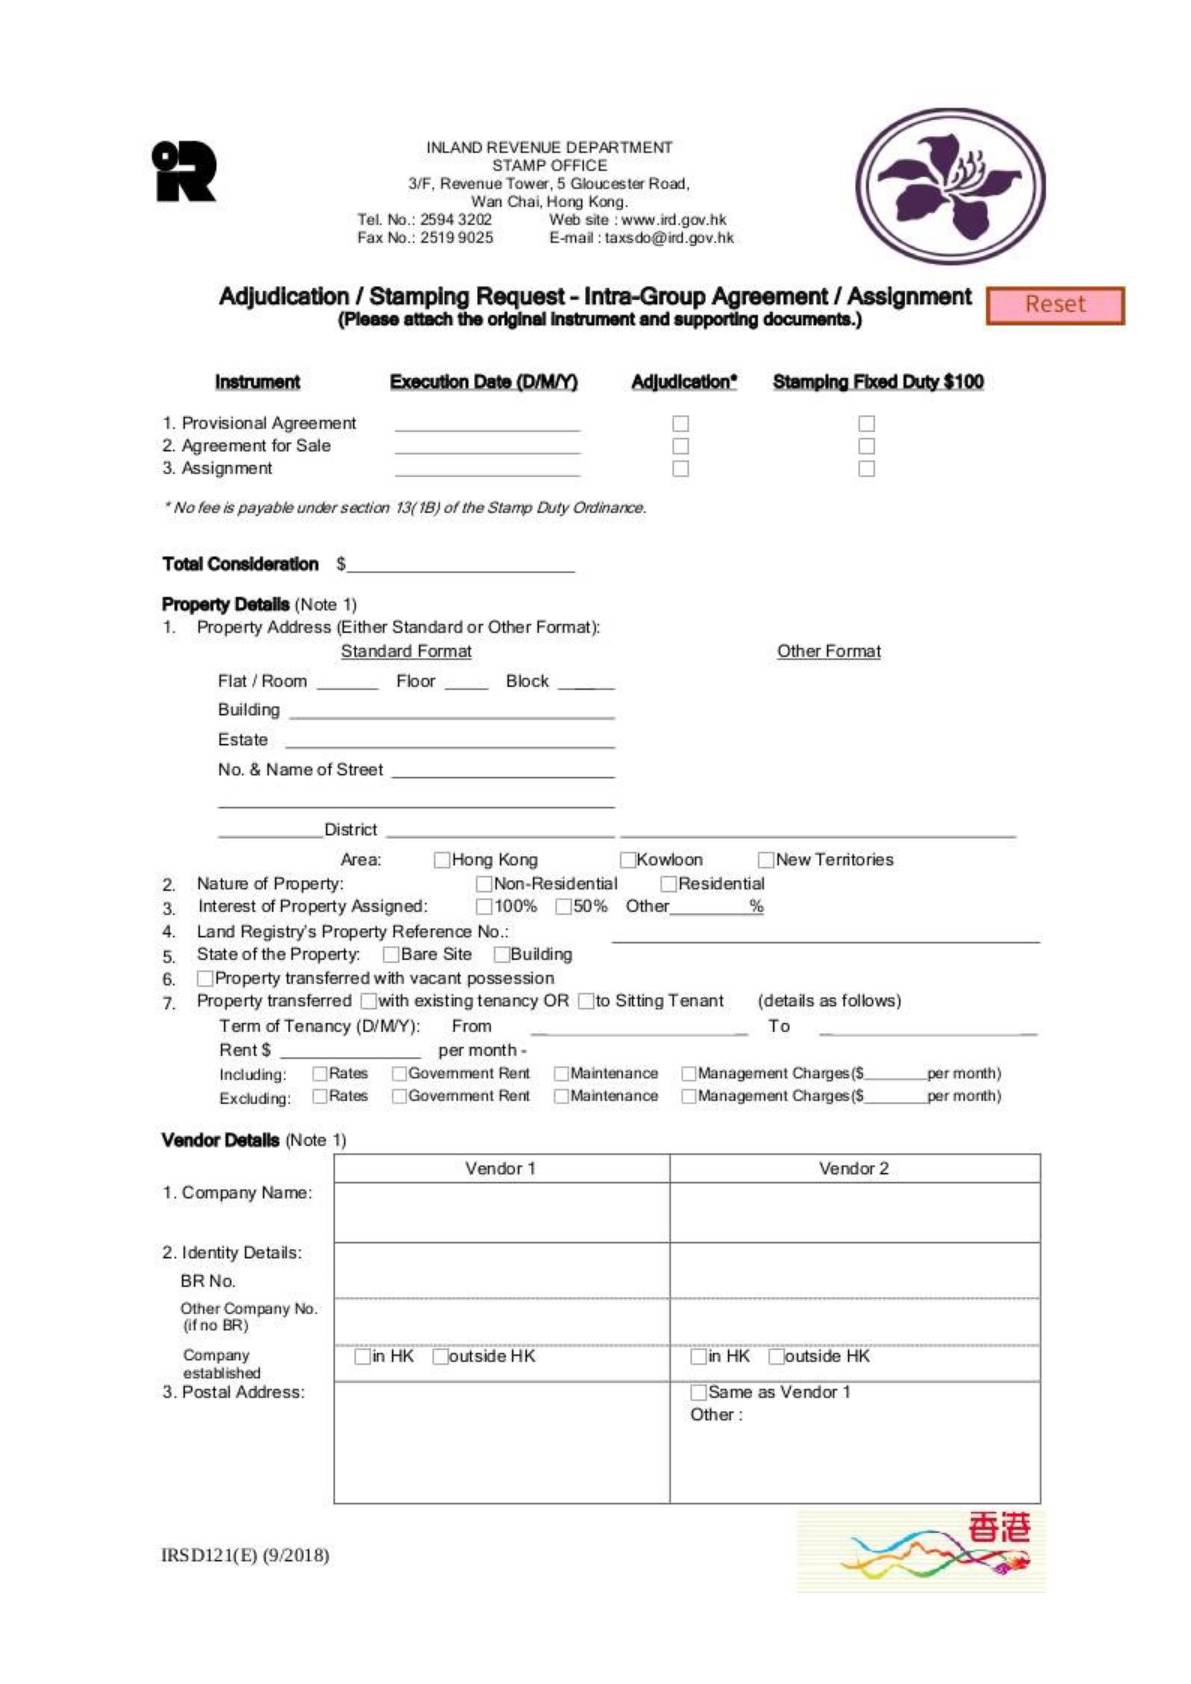 INLAND REVENUE DEPARTMENT
STAMP OFFICE
3/F, Revenue Tower, 5 Gloucester Road,
Wan Chai, Hong Kong.
Tel. No.: 2594 3202 Web site : www.ird.gov.hk
Fax No.: 2519 9025 E-mail : taxsdo@ird.gov.hk
Adjudication / Stamping Request - Intra-Group Agreement / Assignment
Reset
(Please attach the original instrument and supporting documents.)
Instrument Execution Date (D/M/Y) Adjudication* Stamping Fixed Duty $100
1. Provisional Agreement
2. Agreement for Sale
3. Assignment
* No fee is payable under section 13(1B) of the Stamp Duty Ordinance.
Total Consideration $
Property Details (Note 1)
1. Property Address (Either Standard or Other Format):
Standard Format Other Format
Flat / Room Floor Block
Building
Estate
No. & Name of Street
District
Area: Hong Kong Kowloon New Territories
2. Nature of Property: Non-Residential Residential
3. Interest of Property Assigned: 100% 50% Other %
4. Land Registry's Property Reference No.:
5. State of the Property: Bare Site Building
6. Property transferred with vacant possession
7. Property transferred with existing tenancy OR to Sitting Tenant (details as follows)
Term of Tenancy (D/M/Y): From To
Rent $ per month -
Including: Rates Government Rent Maintenance Management Charges($ per month)
Excluding: Rates Government Rent Maintenance Management Charges($ per month)
Vendor Details (Note 1)
Vendor 1 Vendor 2
1. Company Name:
2. Identity Details:
BR No.
Other Company No.
(if no BR)
Company in HK outside HK in HK outside HK
established
3. Postal Address: Same as Vendor 1
Other :
香港
IRSD121(E) (9/2018)